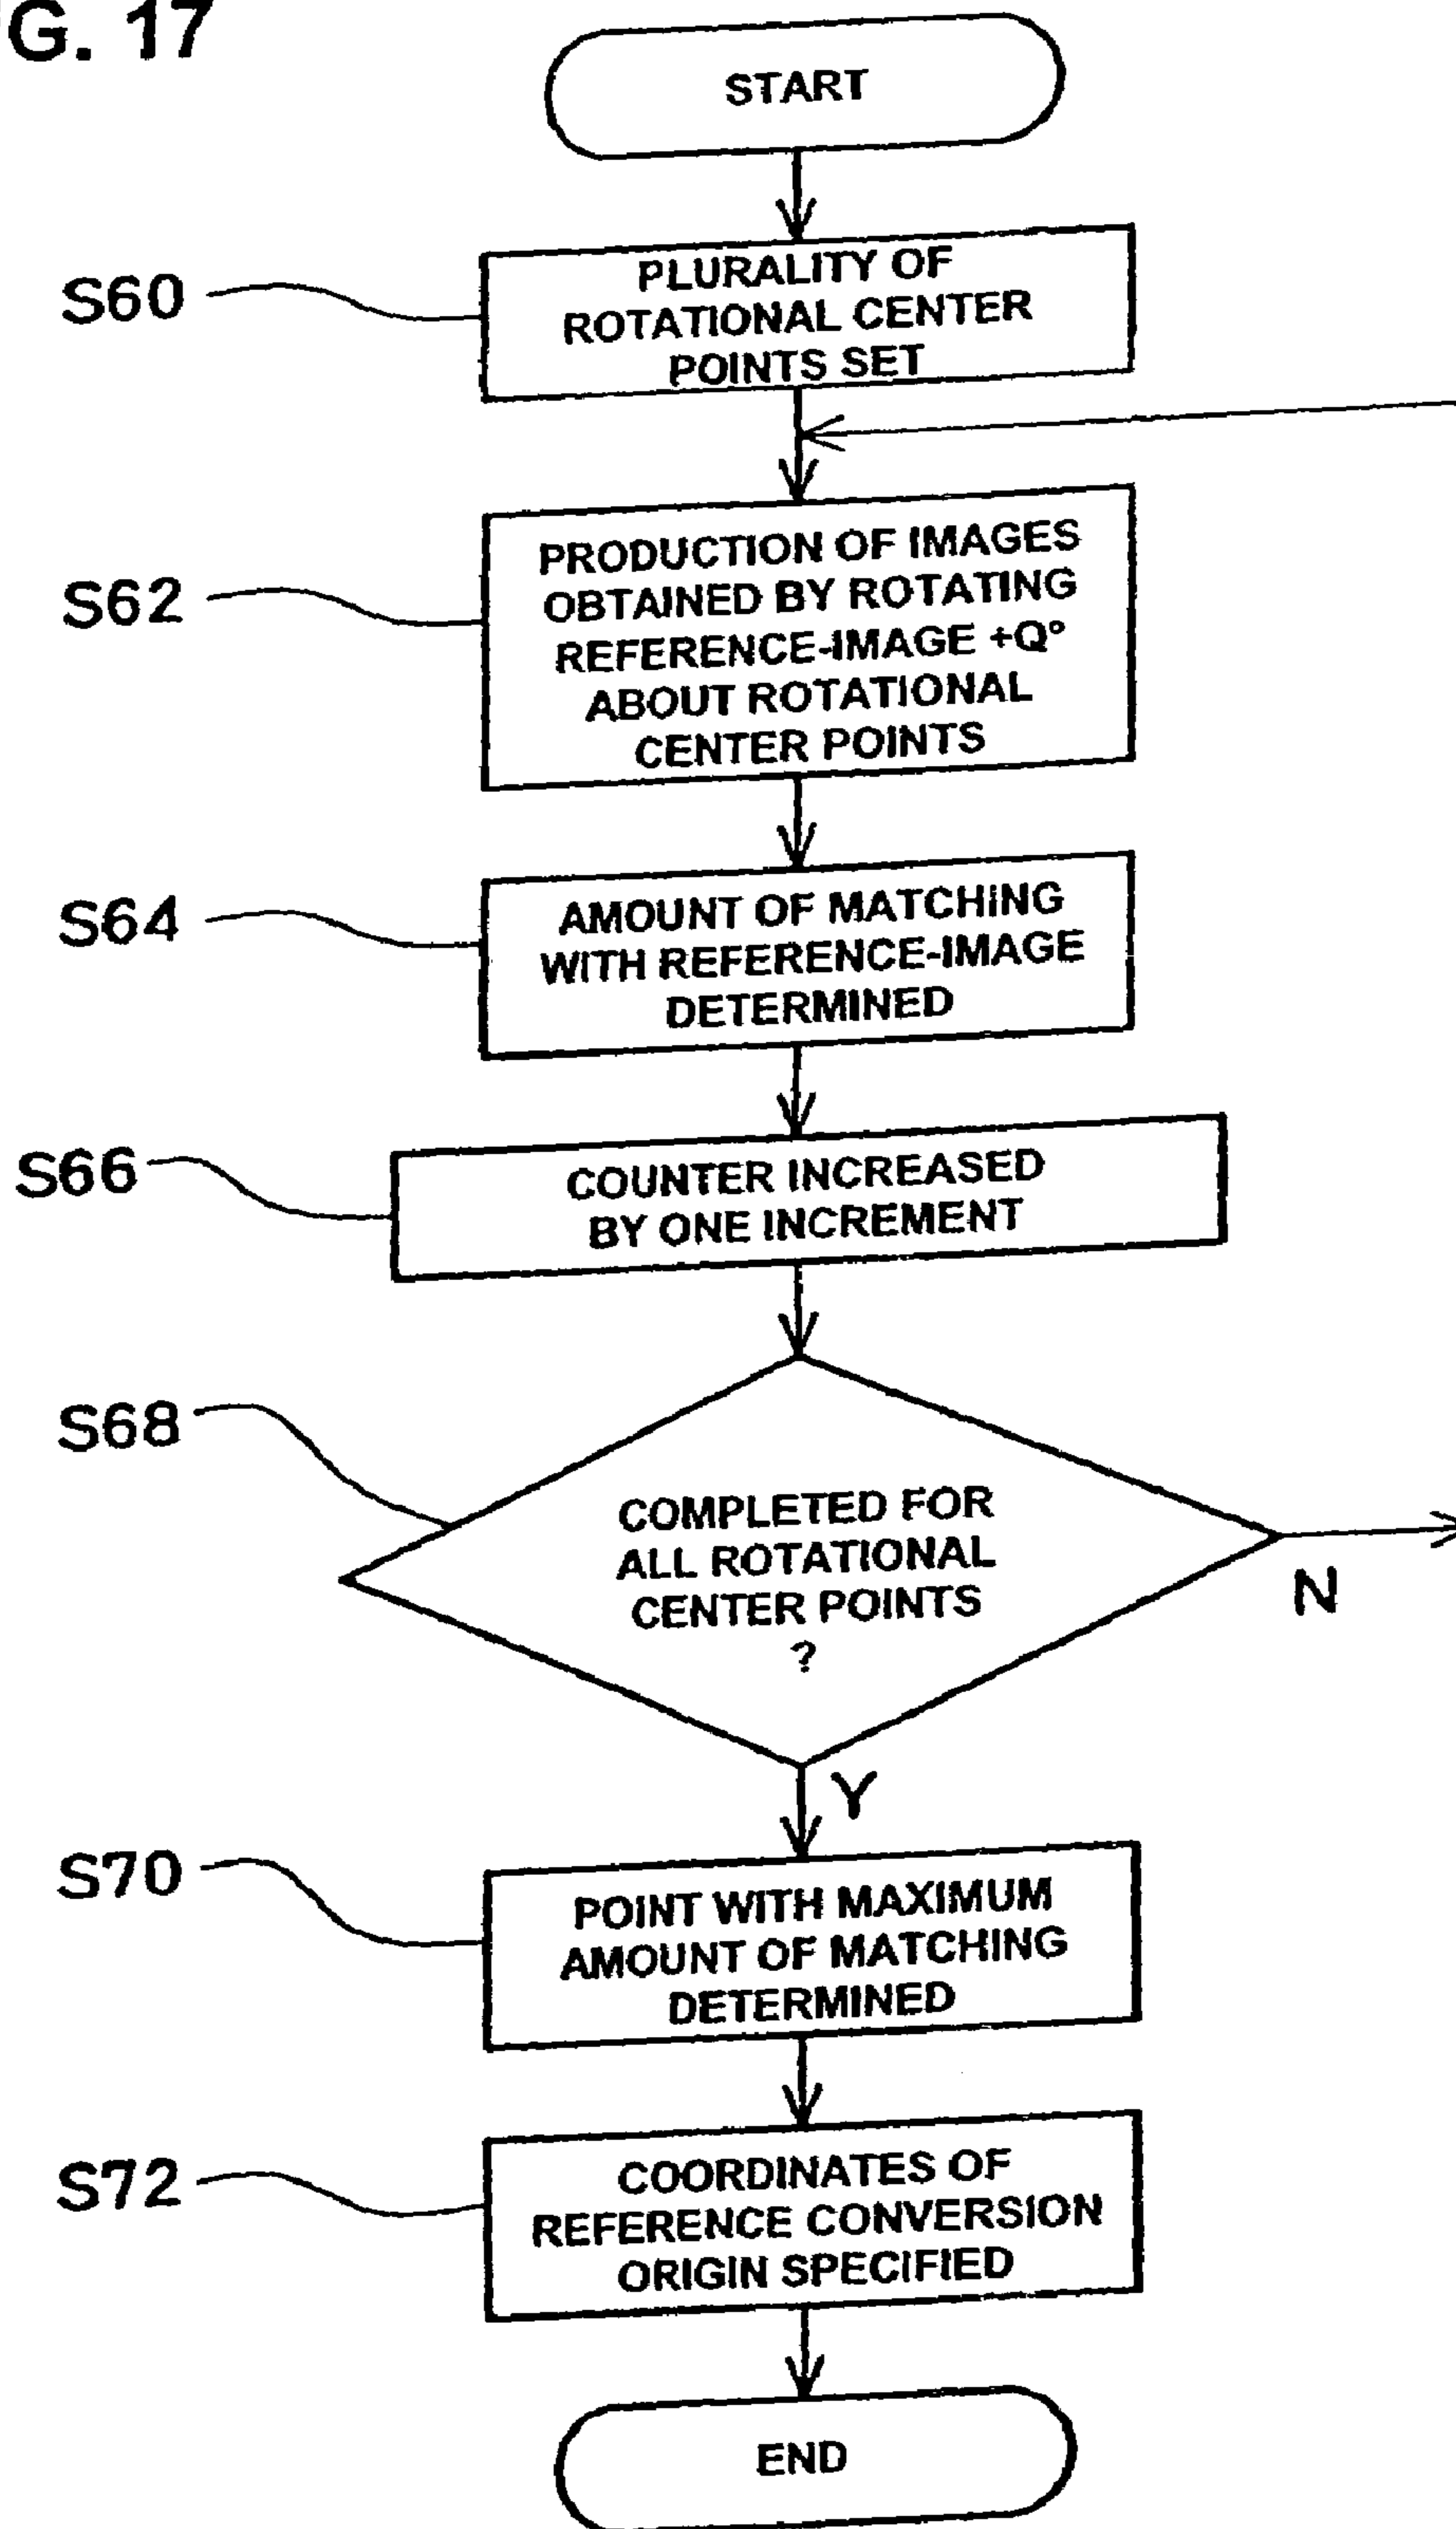 G. 17
START
S60
PLURALITY OF
ROTATIONAL CENTER
POINTS SET
S62
PRODUCTION OF IMAGES
OBTAINED BY ROTATING
REFERENCE-IMAGE +Q°
ABOUT ROTATIONAL
CENTER POINTS
S64
AMOUNT OF MATCHING
WITH REFERENCE-IMAGE
DETERMINED
S66
COUNTER INCREASED
BY ONE INCREMENT
S68
COMPLETED FOR
ALL ROTATIONAL
CENTER POINTS
?
N
Y
S70
POINT WITH MAXIMUM
AMOUNT OF MATCHING
DETERMINED
S72
COORDINATES OF
REFERENCE CONVERSION
ORIGIN SPECIFIED
END